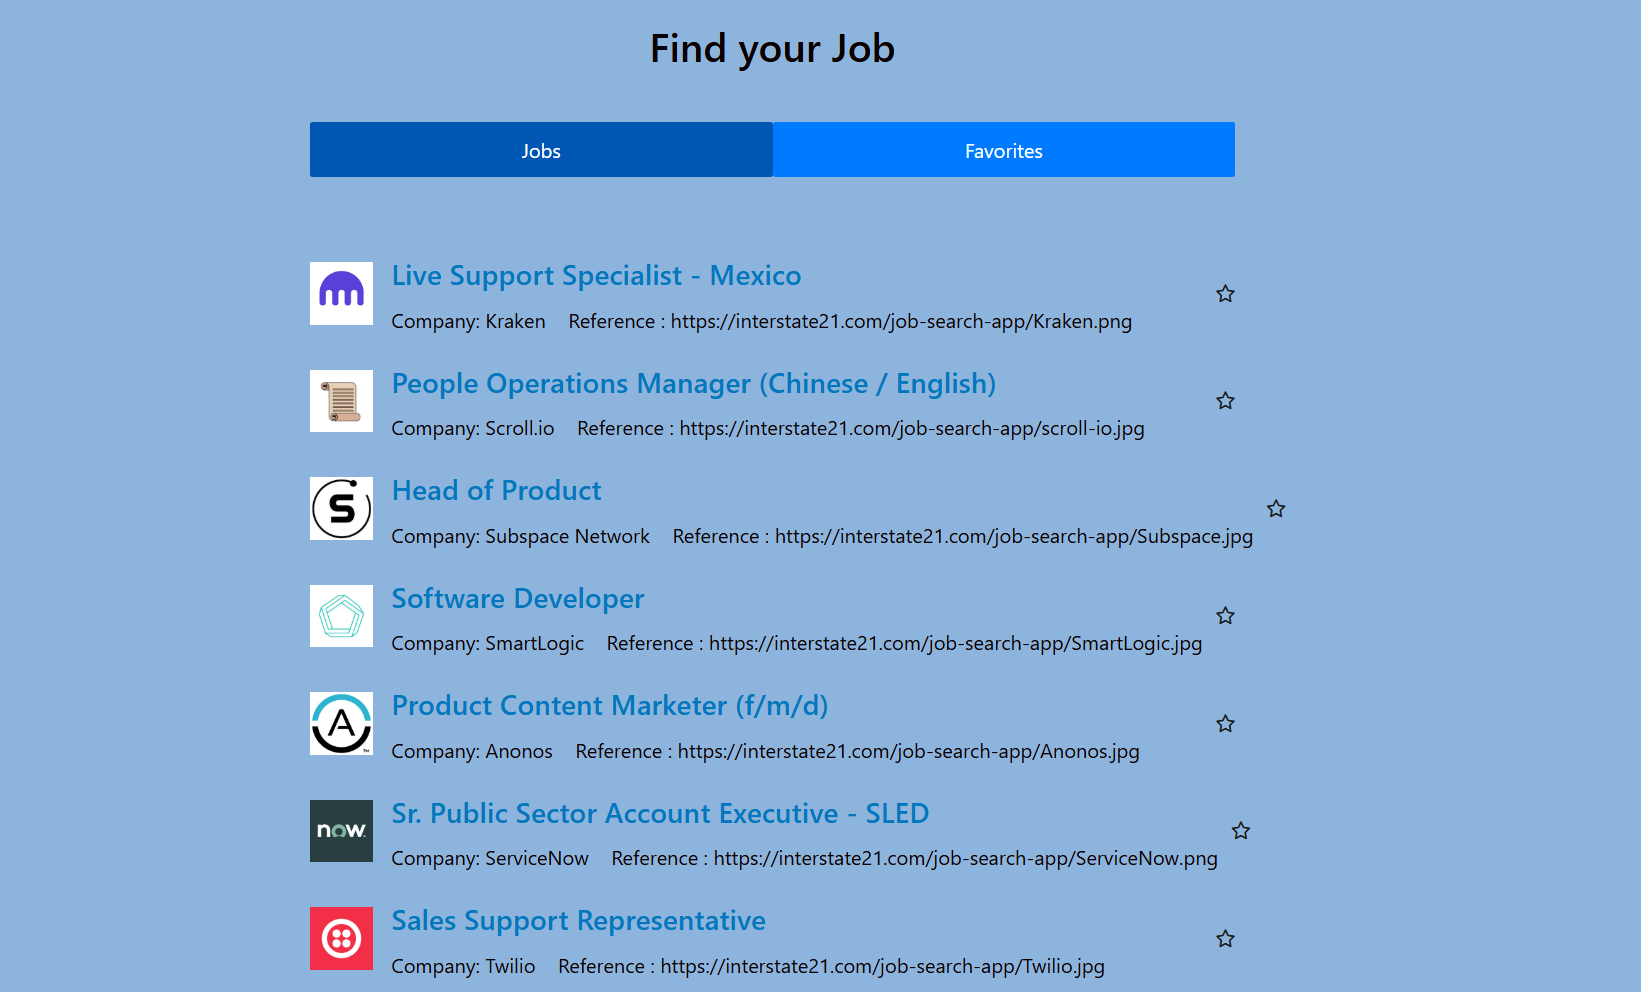 Find your Job
Jobs Favorites
Live Support Specialist - Mexico
Company: Kraken Reference : https://interstate21.com/job-search-app/Kraken.png
People Operations Manager (Chinese / English)
Company: Scroll.io Reference : https://interstate21.com/job-search-app/scroll-io.jpg
S
Head of Product
Company: Subspace Network Reference : https://interstate21.com/job-search-app/Subspace.jpg
Software Developer
Company: SmartLogic Reference : https://interstate21.com/job-search-app/SmartLogic.jpg
A ™
Product Content Marketer (f/m/d)
Company: Anonos Reference : https://interstate21.com/job-search-app/Anonos.jpg
now.
Sr. Public Sector Account Executive - SLED
Company: ServiceNow Reference : https://interstate21.com/job-search-app/ServiceNow.png
Sales Support Representative
Company: Twilio Reference : https://interstate21.com/job-search-app/Twilio.jpg